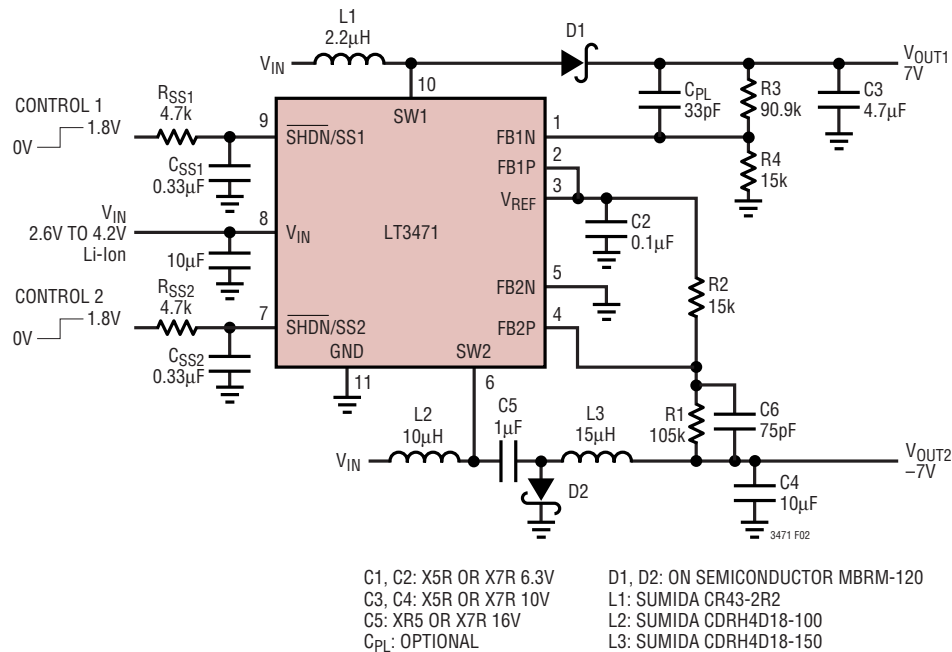 L1
2.2µH
D1
VIN
VOUT1
7V
10
SW1
CPL
33pF
R3
90.9k
C3
4.7µF
CONTROL 1
1.8V
0V
RSS1
4.7k
9
SHDN/SS1
CSS1
0.33µF
FB1N
1
FB1P
2
VREF
3
R4
15k
VIN
2.6V TO 4.2V
Li-Ion
8
VIN
10µF
LT3471
C2
0.1µF
CONTROL 2
1.8V
0V
RSS2
4.7k
7
SHDN/SS2
CSS2
0.33µF
FB2N
5
FB2P
4
R2
15k
GND
11
SW2
6
L2
10µH
C5
1µF
L3
15µH
R1
105k
C6
75pF
VIN
D2
VOUT2
–7V
C4
10µF
3471 F02
C1, C2: X5R OR X7R 6.3V
C3, C4: X5R OR X7R 10V
C5: XR5 OR X7R 16V
CPL: OPTIONAL
D1, D2: ON SEMICONDUCTOR MBRM-120
L1: SUMIDA CR43-2R2
L2: SUMIDA CDRH4D18-100
L3: SUMIDA CDRH4D18-150